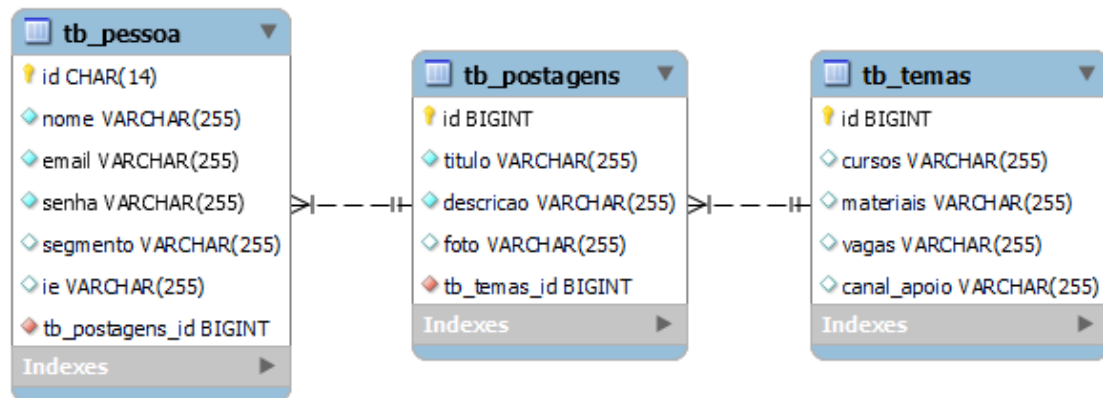 tb_pessoa
id CHAR(14)
nome VARCHAR(255)
email VARCHAR(255)
senha VARCHAR(255)
segmento VARCHAR(255)
ie VARCHAR(255)
tb_postagens_id BIGINT
Indexes
tb_postagens
id BIGINT
titulo VARCHAR(255)
descricao VARCHAR(255)
foto VARCHAR(255)
tb_temas_id BIGINT
Indexes
tb_temas
id BIGINT
cursos VARCHAR(255)
materiais VARCHAR(255)
vagas VARCHAR(255)
canal_apoio VARCHAR(255)
Indexes